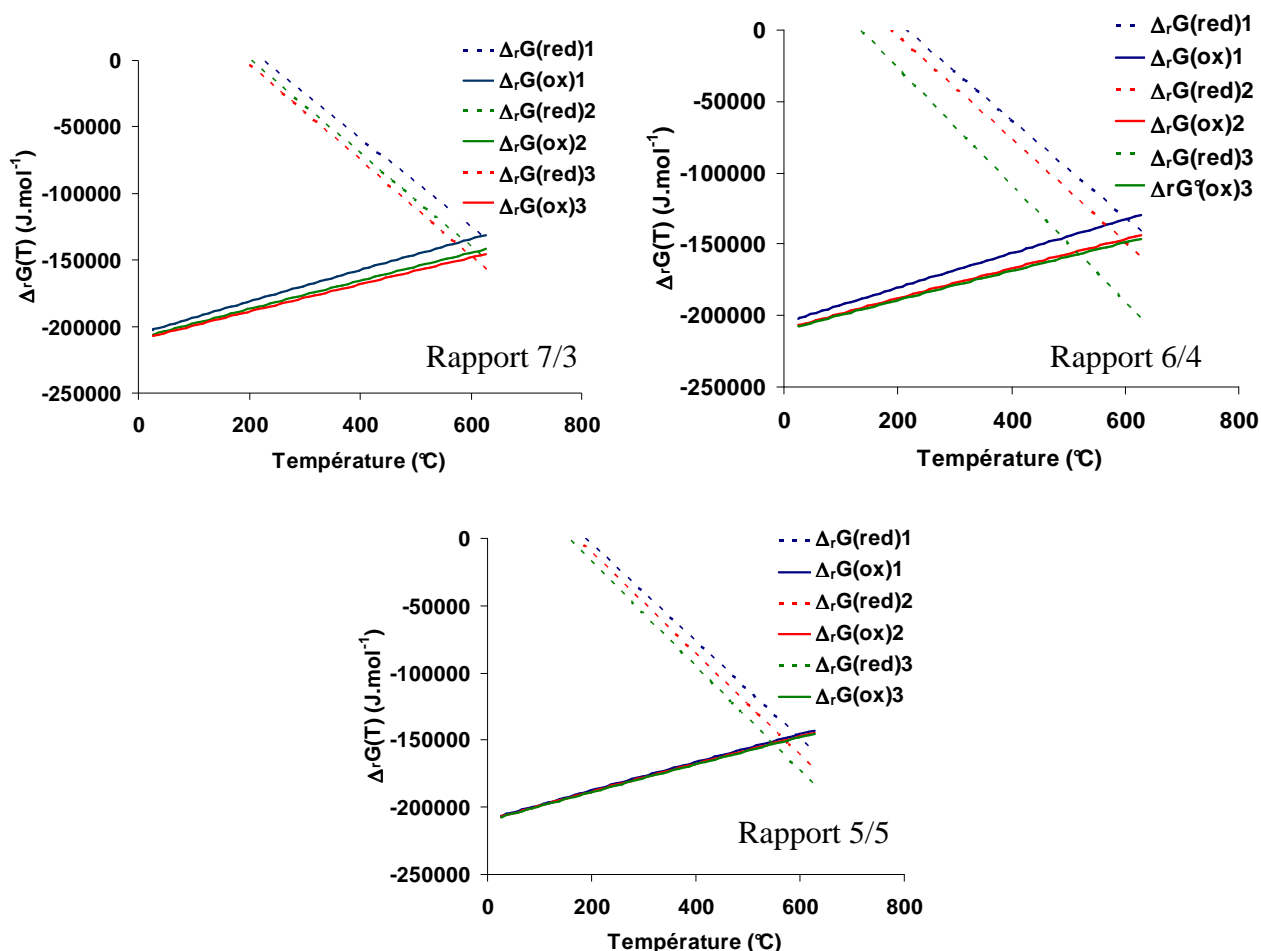 0
-50000
-100000
-150000
-200000
-250000
ΔrG(T) (J.mol-1)
0 200 400 600 800
Température (°C)
ΔrG(red)1
ΔrG(ox)1
ΔrG(red)2
ΔrG(ox)2
ΔrG(red)3
ΔrG(ox)3
Rapport 7/3
0
-50000
-100000
-150000
-200000
-250000
ΔrG(T) (J.mol-1)
0 200 400 600 800
Température (°C)
ΔrG(red)1
ΔrG(ox)1
ΔrG(red)2
ΔrG(ox)2
ΔrG(red)3
ΔrG°(ox)3
Rapport 6/4
0
-50000
-100000
-150000
-200000
-250000
ΔrG(T) (J.mol-1)
0 200 400 600 800
Température (°C)
ΔrG(red)1
ΔrG(ox)1
ΔrG(red)2
ΔrG(ox)2
ΔrG(red)3
ΔrG(ox)3
Rapport 5/5